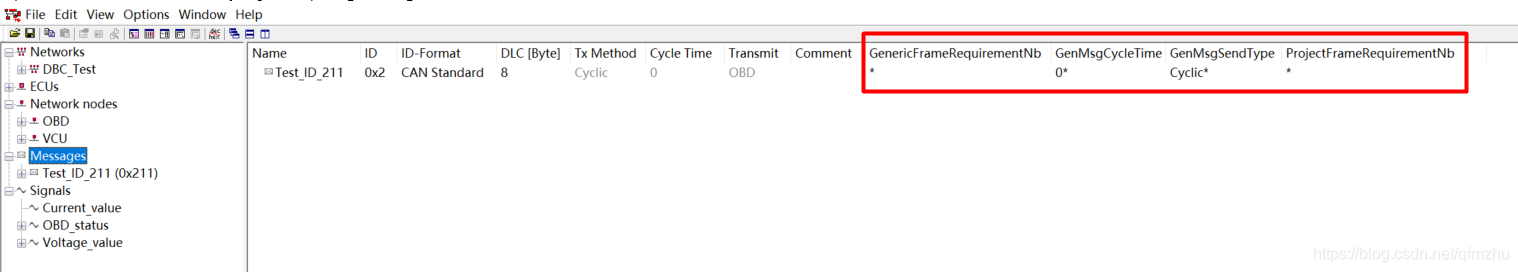 File Edit View Options Window Help
Networks
DBC_Test
ECUs
Network nodes
OBD
VCU
Messages
Test_ID_211 (0x211)
Signals
Current_value
OBD_status
Voltage_value
Name ID ID-Format DLC [Byte] Tx Method Cycle Time Transmit Comment GenericFrameRequirementNb GenMsgCycleTime GenMsgSendType ProjectFrameRequirementNb
Test_ID_211 0x2 CAN Standard 8 Cyclic 0 OBD * 0* Cyclic* *
https://blog.csdn.net/qfmzhu